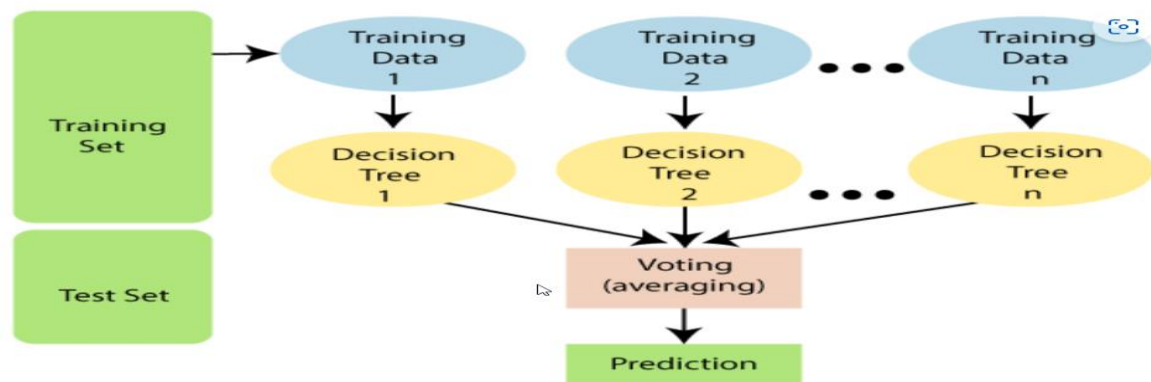 Training
Data
1
Training
Data
2
Training
Data
n
Training
Set
Decision
Tree
1
Decision
Tree
2
Decision
Tree
n
Voting
(averaging)
Test Set
Prediction